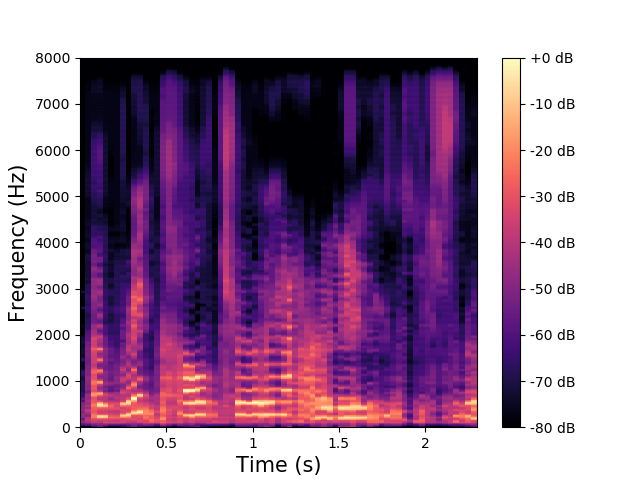 8000
7000
6000
5000
4000
3000
2000
1000
0
Frequency (Hz)
0 0.5 1 1.5 2
Time (s)
+0 dB
-10 dB
-20 dB
-30 dB
-40 dB
-50 dB
-60 dB
-70 dB
-80 dB